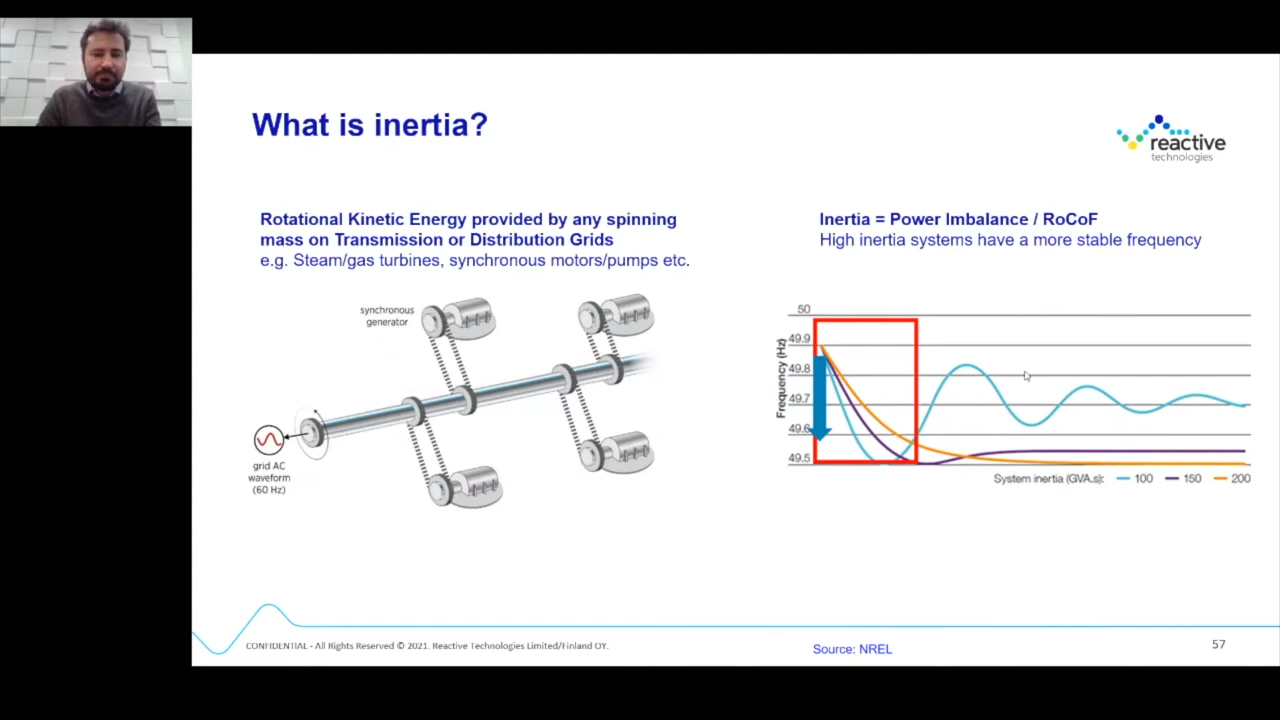 What is inertia?
reactive
technologies
Rotational Kinetic Energy provided by any spinning
mass on Transmission or Distribution Grids
e.g. Steam/gas turbines, synchronous motors/pumps etc.
synchronous
generator
grid AC
waveform
(60 Hz)
Inertia = Power Imbalance / RoCoF
High inertia systems have a more stable frequency
Frequency (Hz)
50
49.9
49.8
49.7
49.6
49.5
System inertia (GVA.s): 100 150 200
CONFIDENTIAL - All Rights Reserved © 2021. Reactive Technologies Limited/Finland OY.
Source: NREL
57